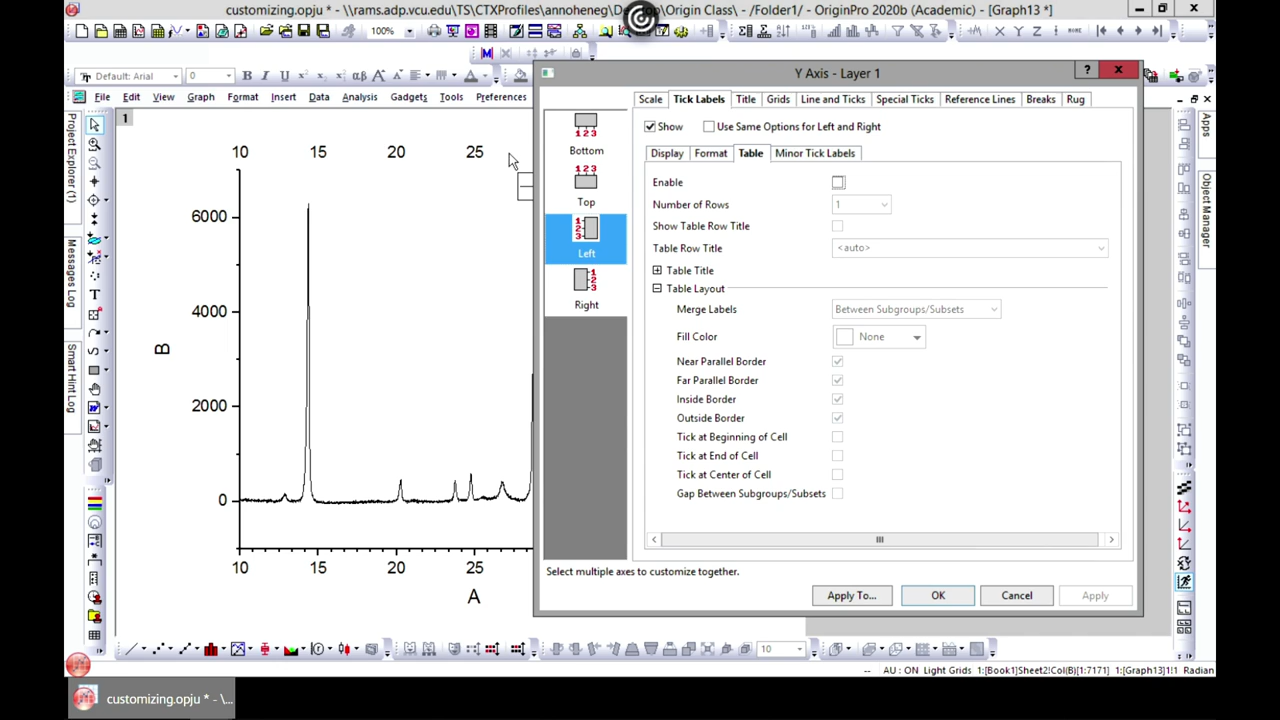 customizing.opju * - \\rams.adp.vcu.edu\TS\CTXProfiles\annoheneg\De
op\Origin Class\ - /Folder1/ - OriginPro 2020b (Academic) - [Graph13 *]
100%
Default: Arial
0
B I U
αβ A A
A
M
File Edit View Graph Format Insert Data Analysis Gadgets Tools Preferences
Project Explorer (1)
Messages Log
Smart Hint Log
Apps
Object Manager
1
10 15 20 25
6000
4000
2000
0
B
10 15 20 25
A
Y Axis - Layer 1
?
Scale Tick Labels Title Grids Line and Ticks Special Ticks Reference Lines Breaks Rug
Bottom
Top
Left
Right
Show Use Same Options for Left and Right
Display Format Table Minor Tick Labels
Enable
Number of Rows 1
Show Table Row Title
Table Row Title <auto>
Table Title
Table Layout
Merge Labels Between Subgroups/Subsets
Fill Color None
Near Parallel Border
Far Parallel Border
Inside Border
Outside Border
Tick at Beginning of Cell
Tick at End of Cell
Tick at Center of Cell
Gap Between Subgroups/Subsets
Select multiple axes to customize together.
Apply To... OK Cancel Apply
10
-- AU : ON Light Grids 1:[Book1]Sheet2!Col(B)[1:7171] 1:[Graph13]1!1 Radian
customizing.opju * - \...